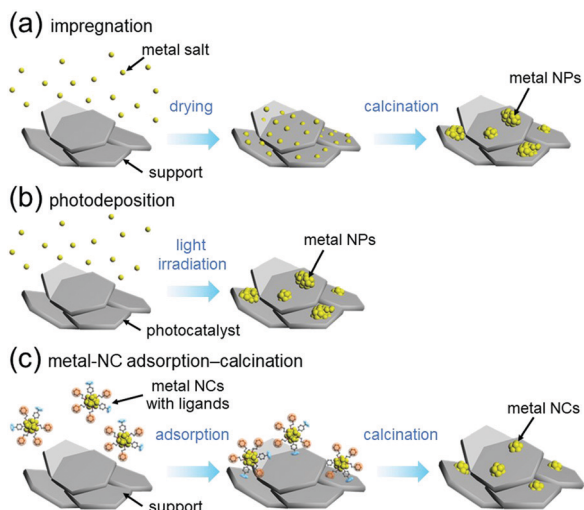 (a) impregnation
metal salt
drying
calcination
metal NPs
support
(b) photodeposition
light
irradiation
metal NPs
photocatalyst
(c) metal-NC adsorption–calcination
metal NCs
with ligands
adsorption
calcination
metal NCs
support